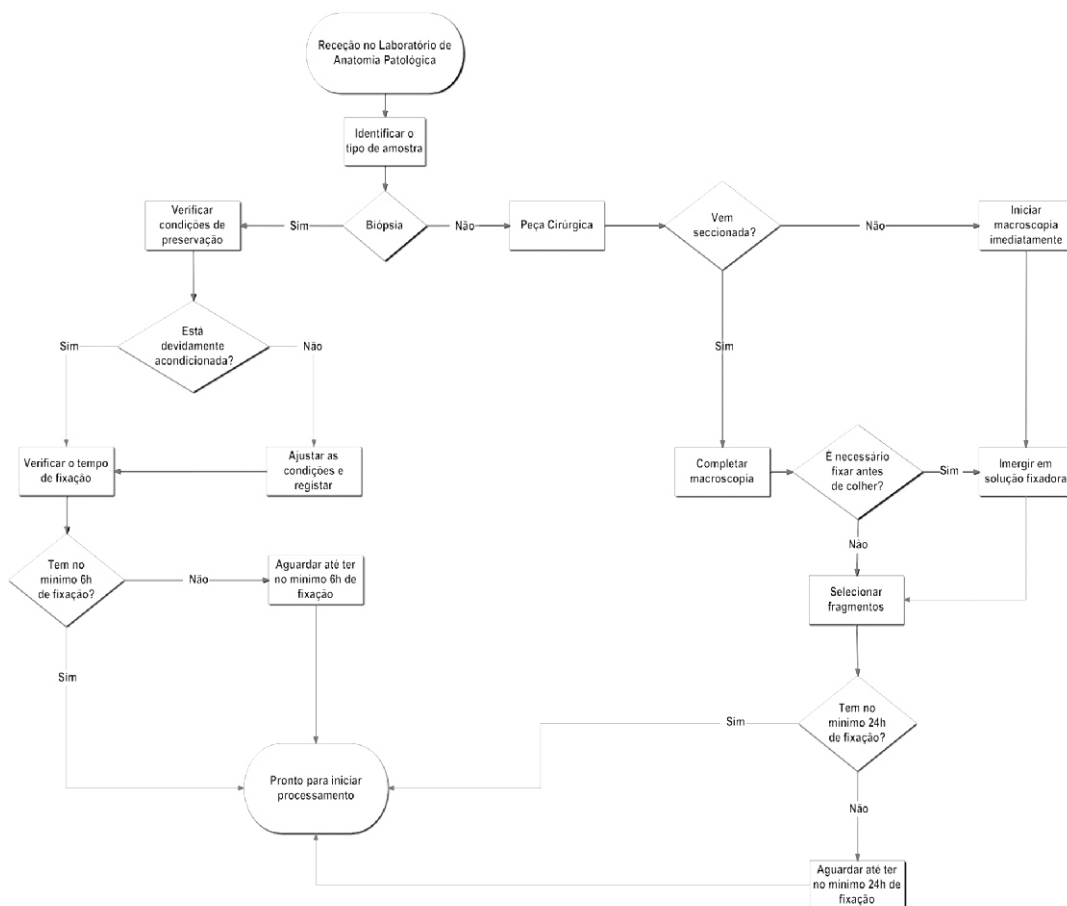 Receção no Laboratório de
Anatomia Patológica
Identificar o
tipo de amostra
Biópsia
Sim
Não
Verificar
condições de
preservação
Peça Cirúrgica
Vem
seccionada?
Não
Iniciar
macroscopia
imediatamente
Está
devidamente
acondicionada?
Sim
Não
Sim
Verificar o tempo
de fixação
Ajustar as
condições e
registar
Completar
macroscopia
É necessário
fixar antes
de colher?
Sim
Imergir em
solução fixadora
Não
Tem no
mínimo 6h
de fixação?
Não
Aguardar até ter
no mínimo 6h de
fixação
Selecionar
fragmentos
Sim
Tem no
mínimo 24h
de fixação?
Sim
Pronto para iniciar
processamento
Não
Aguardar até ter
no mínimo 24h de
fixação